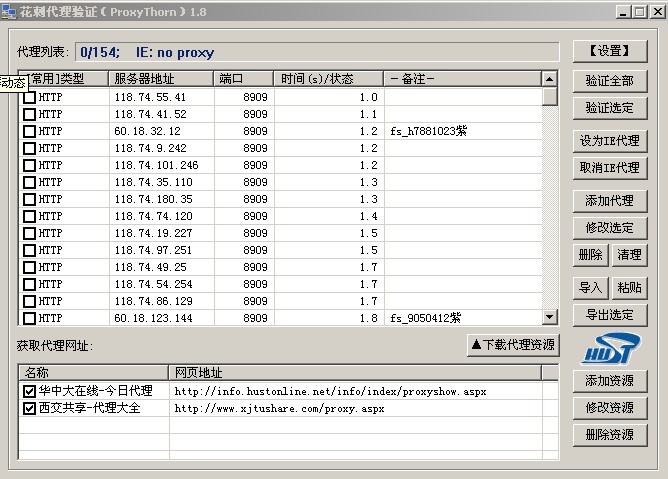 花刺代理验证(ProxyThorn)1.8
代理列表: 0/154; IE: no proxy
【设置】
动态
[常用]类型 服务器地址 端口 时间(s)/状态 －备注－
HTTP 118.74.55.41 8909 1.0
HTTP 118.74.41.52 8909 1.1
HTTP 60.18.32.12 8909 1.2 fs_h7881023紫
HTTP 118.74.9.242 8909 1.2
HTTP 118.74.101.246 8909 1.2
HTTP 118.74.35.110 8909 1.3
HTTP 118.74.180.35 8909 1.3
HTTP 118.74.74.120 8909 1.4
HTTP 118.74.19.227 8909 1.5
HTTP 118.74.97.251 8909 1.5
HTTP 118.74.49.25 8909 1.7
HTTP 118.74.54.254 8909 1.7
HTTP 118.74.86.129 8909 1.7
HTTP 60.18.123.144 8909 1.8 fs_9050412紫
验证全部
验证选定
设为IE代理
取消IE代理
添加代理
修改选定
删除 清理
导入 粘贴
导出选定
获取代理网址:
▲下载代理资源
HUST
名称 网页地址
华中大在线-今日代理 http://info.hustonline.net/info/index/proxyshow.aspx
西交共享-代理大全 http://www.xjtushare.com/proxy.aspx
添加资源
修改资源
删除资源